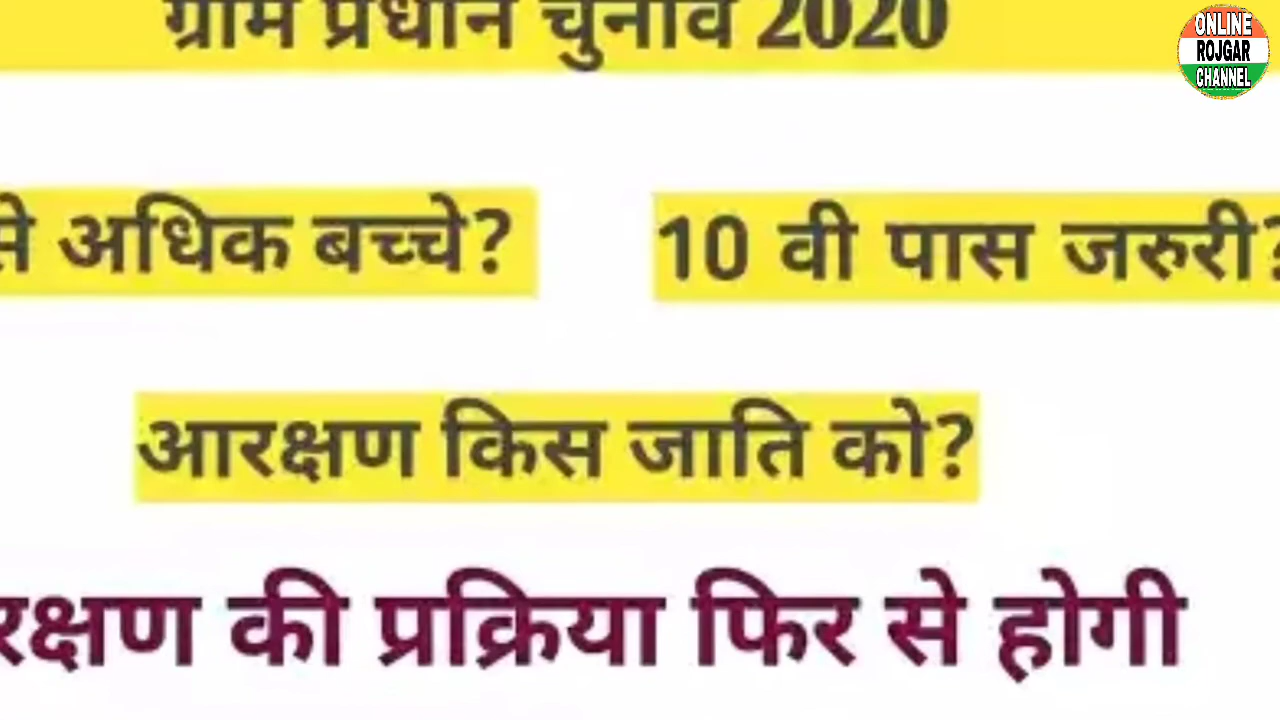 ग्राम प्रधान चुनाव 2020
ONLINE
ROJGAR
CHANNEL
से अधिक बच्चे? 10 वी पास जरुरी?
आरक्षण किस जाति को?
रक्षण की प्रक्रिया फिर से होगी